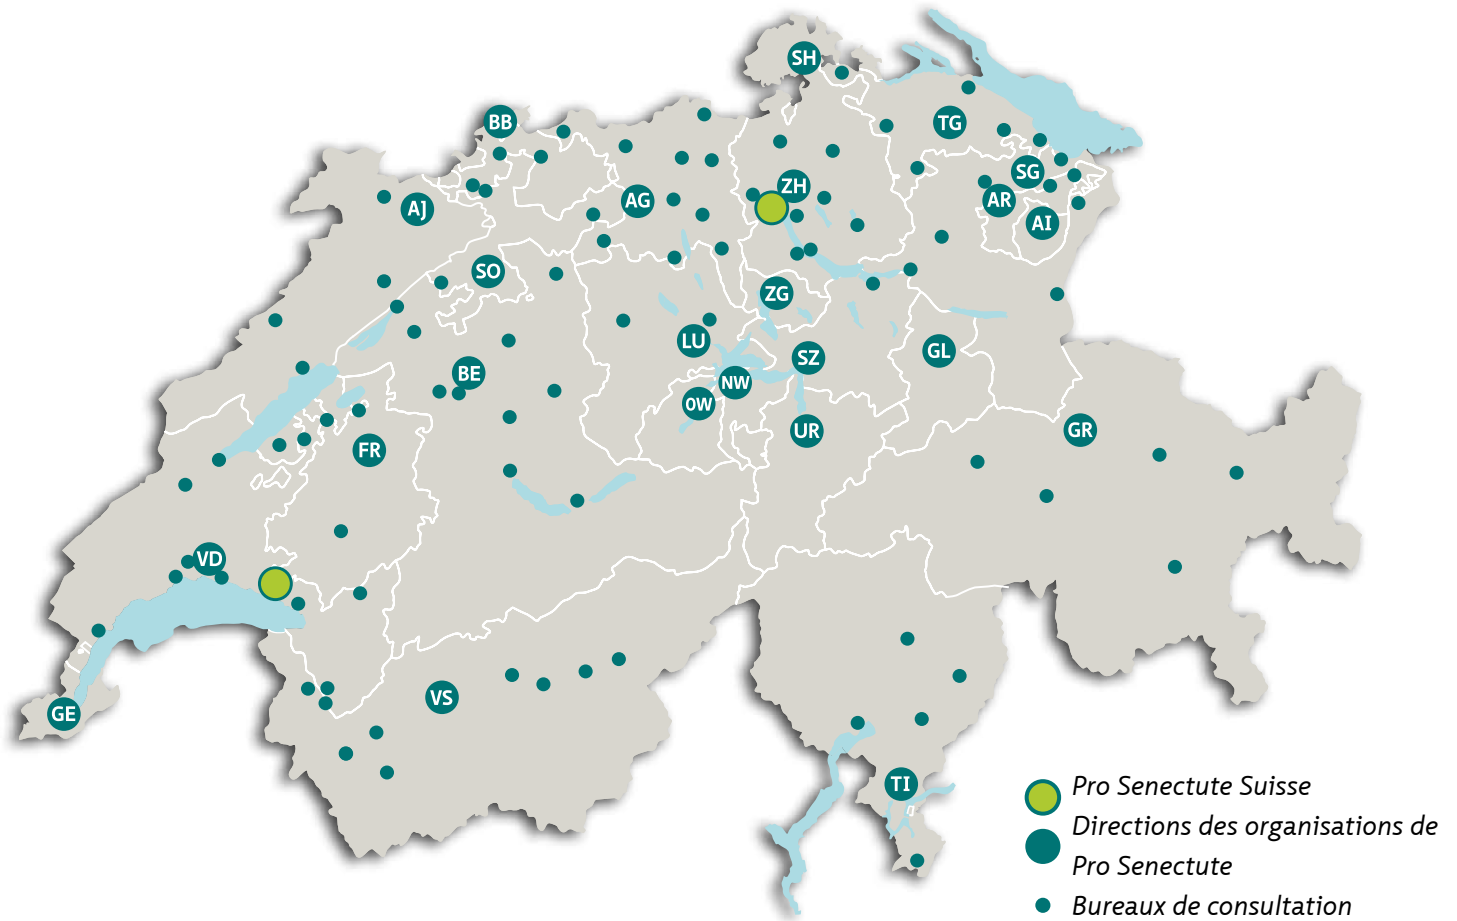 SH
BB
TG
SG
ZH
AR
AG
AJ
AI
SO
ZG
LU
GL
SZ
BE
NW
OW
UR
GR
FR
VD
VS
GE
TI
Pro Senectute Suisse
Directions des organisations de
Pro Senectute
Bureaux de consultation